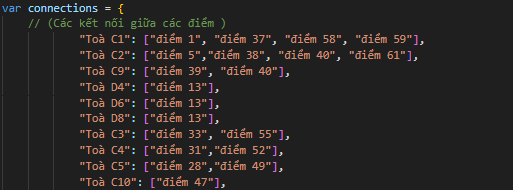 var connections = {
// (Các kết nối giữa các điểm )
"Toà C1": ["điểm 1", "điểm 37", "điểm 58", "điểm 59"],
"Toà C2": ["điểm 5","điểm 38", "điểm 40", "điểm 61"],
"Toà C9": ["điểm 39", "điểm 40"],
"Toà D4": ["điểm 13"],
"Toà D6": ["điểm 13"],
"Toà D8": ["điểm 13"],
"Toà C3": ["điểm 33", "điểm 55"],
"Toà C4": ["điểm 31","điểm 52"],
"Toà C5": ["điểm 28","điểm 49"],
"Toà C10": ["điểm 47"],